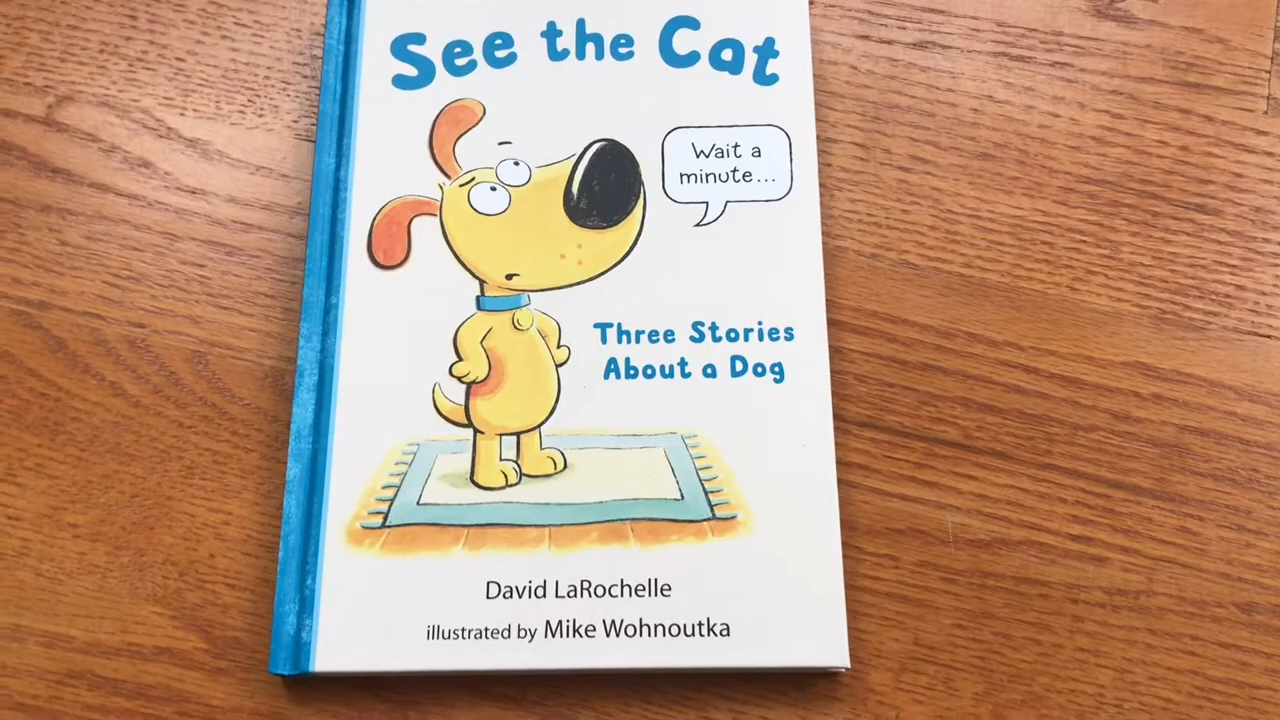 See the Cat
Wait a
minute...
Three Stories
About a Dog
David LaRochelle
illustrated by Mike Wohnoutka